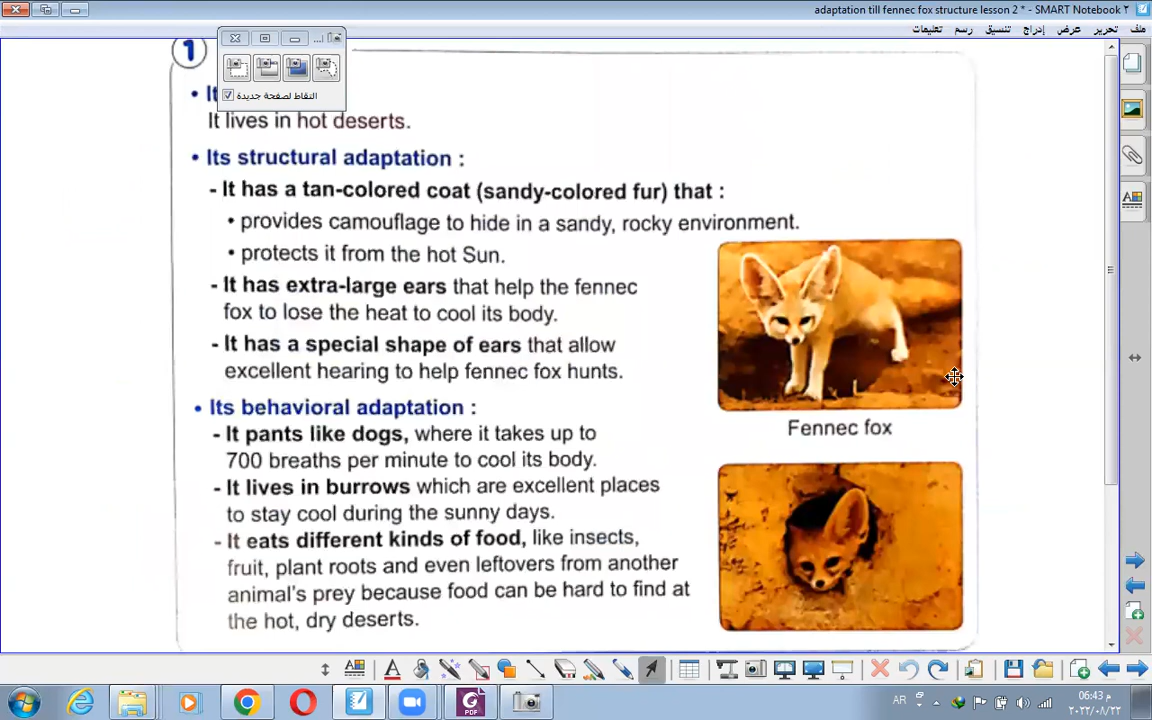 adaptation till fennec fox structure lesson 2 * - SMART Notebook ٢
ملف تحرير عرض إدراج تنسيق رسم تعليمات
...
التقاط لصفحة جديدة
1
• It
It lives in hot deserts.
• Its structural adaptation :
- It has a tan-colored coat (sandy-colored fur) that :
• provides camouflage to hide in a sandy, rocky environment.
• protects it from the hot Sun.
- It has extra-large ears that help the fennec
fox to lose the heat to cool its body.
- It has a special shape of ears that allow
excellent hearing to help fennec fox hunts.
Fennec fox
• Its behavioral adaptation :
- It pants like dogs, where it takes up to
700 breaths per minute to cool its body.
- It lives in burrows which are excellent places
to stay cool during the sunny days.
- It eats different kinds of food, like insects,
fruit, plant roots and even leftovers from another
animal's prey because food can be hard to find at
the hot, dry deserts.
PDF
AR
06:43 م
٢٠٢٢/٠٨/٢٢